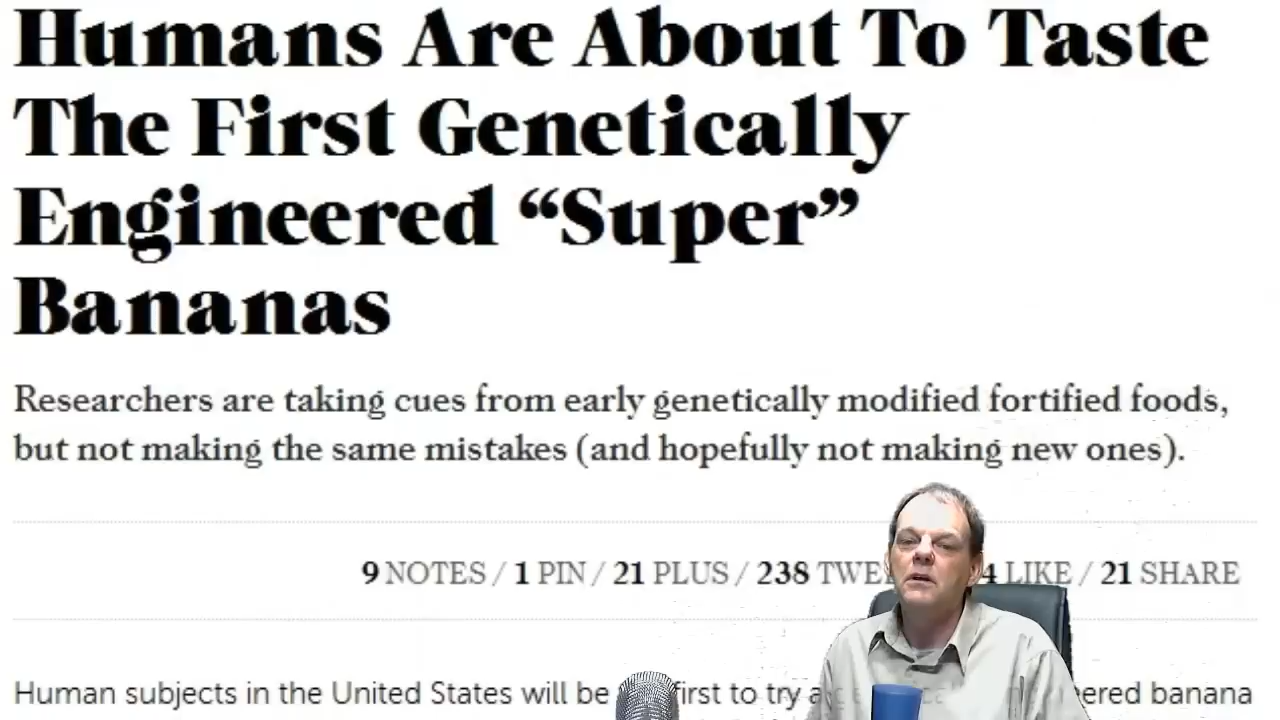 Humans Are About To Taste
The First Genetically
Engineered “Super”
Bananas
Researchers are taking cues from early genetically modified fortified foods,
but not making the same mistakes (and hopefully not making new ones).
9 NOTES / 1 PIN / 21 PLUS / 238 4 LIKE / 21 SHARE
Human subjects in the United States will be first to try banana